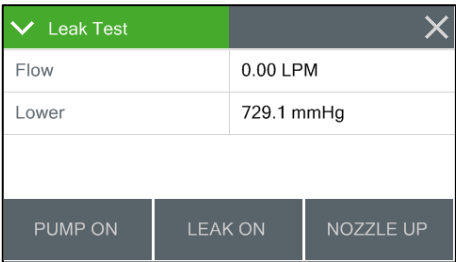 Leak Test
Flow 0.00 LPM
Lower 729.1 mmHg
PUMP ON LEAK ON NOZZLE UP